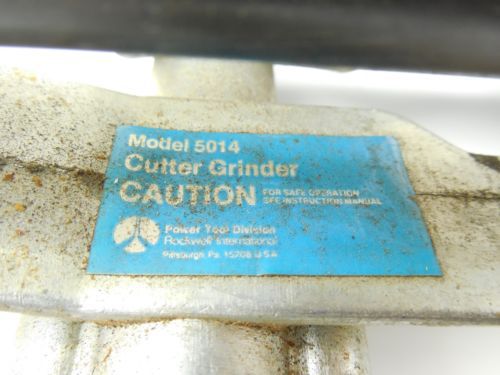 Model 5014
Cutter Grinder
CAUTION FOR SAFE OPERATION
SEE INSTRUCTION MANUAL
Power Tool Division
Rockwell International
Pittsburgh, Pa. 15208 U.S.A